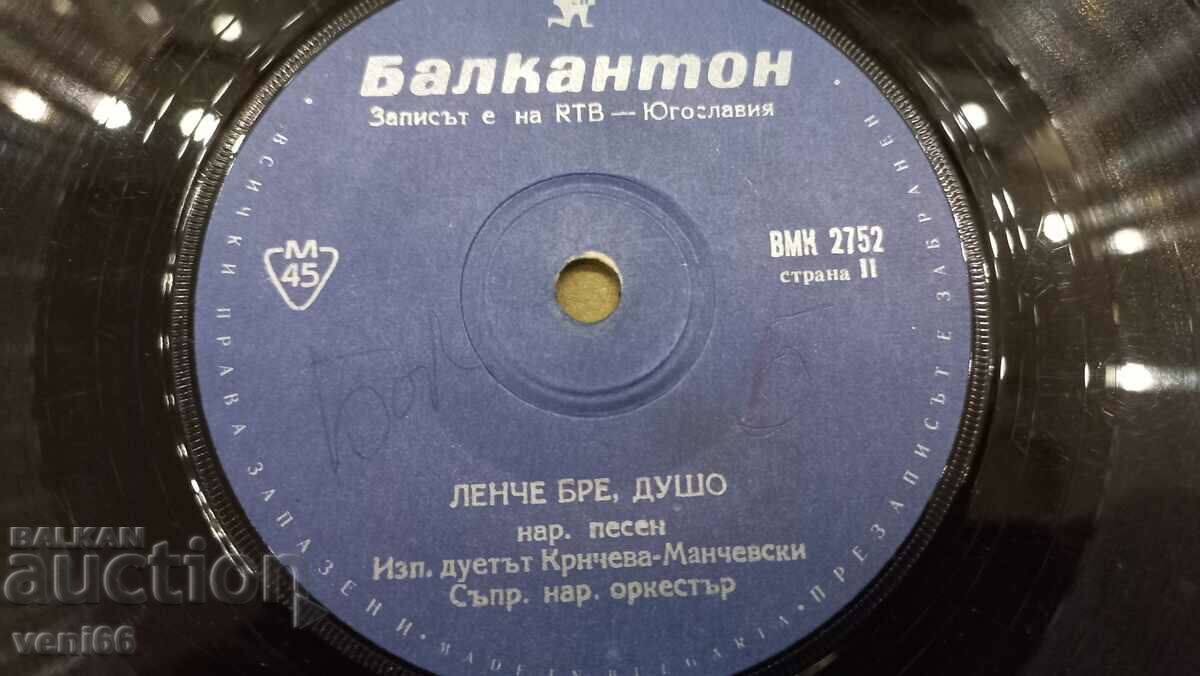 Балкантон
Записът е на RTB — Югославия
М
45
ВМК 2752
страна II
ЛЕНЧЕ БРЕ, ДУШО
нар. песен
Изп. дуетът Крнчева-Манчевски
Съпр. нар. оркестър
ВСИЧКИ ПРАВА ЗАПАЗЕНИ • MADE IN BULGARIA • ПРЕЗАПИСЪТ Е ЗАБРАНЕН
BALKAN
auction
veni66